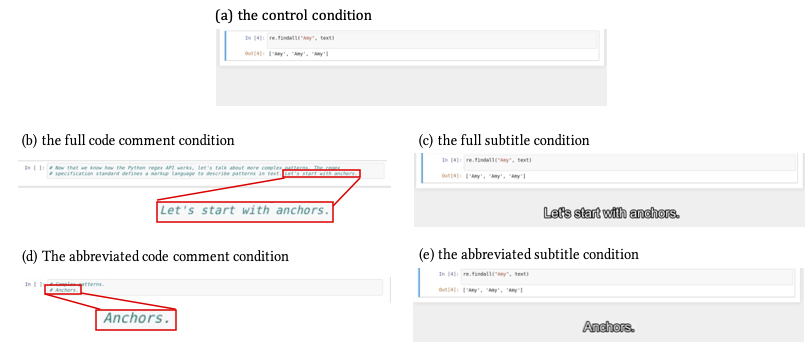 (a) the control condition
In [4]: re.findall("Amy", text)
Out[4]: ['Amy', 'Amy', 'Amy']
(b) the full code comment condition
In [ ]: # Now that we know how the Python regex API works, let's talk about more complex patterns. The regex
# specification standard defines a markup language to describe patterns in text. Let's start with anchors.
Let's start with anchors.
(c) the full subtitle condition
In [4]: re.findall("Amy", text)
Out[4]: ['Amy', 'Amy', 'Amy']
Let's start with anchors.
(d) The abbreviated code comment condition
In [ ]: # Complex patterns.
# Anchors.
Anchors.
(e) the abbreviated subtitle condition
In [4]: re.findall("Amy", text)
Out[4]: ['Amy', 'Amy', 'Amy']
Anchors.